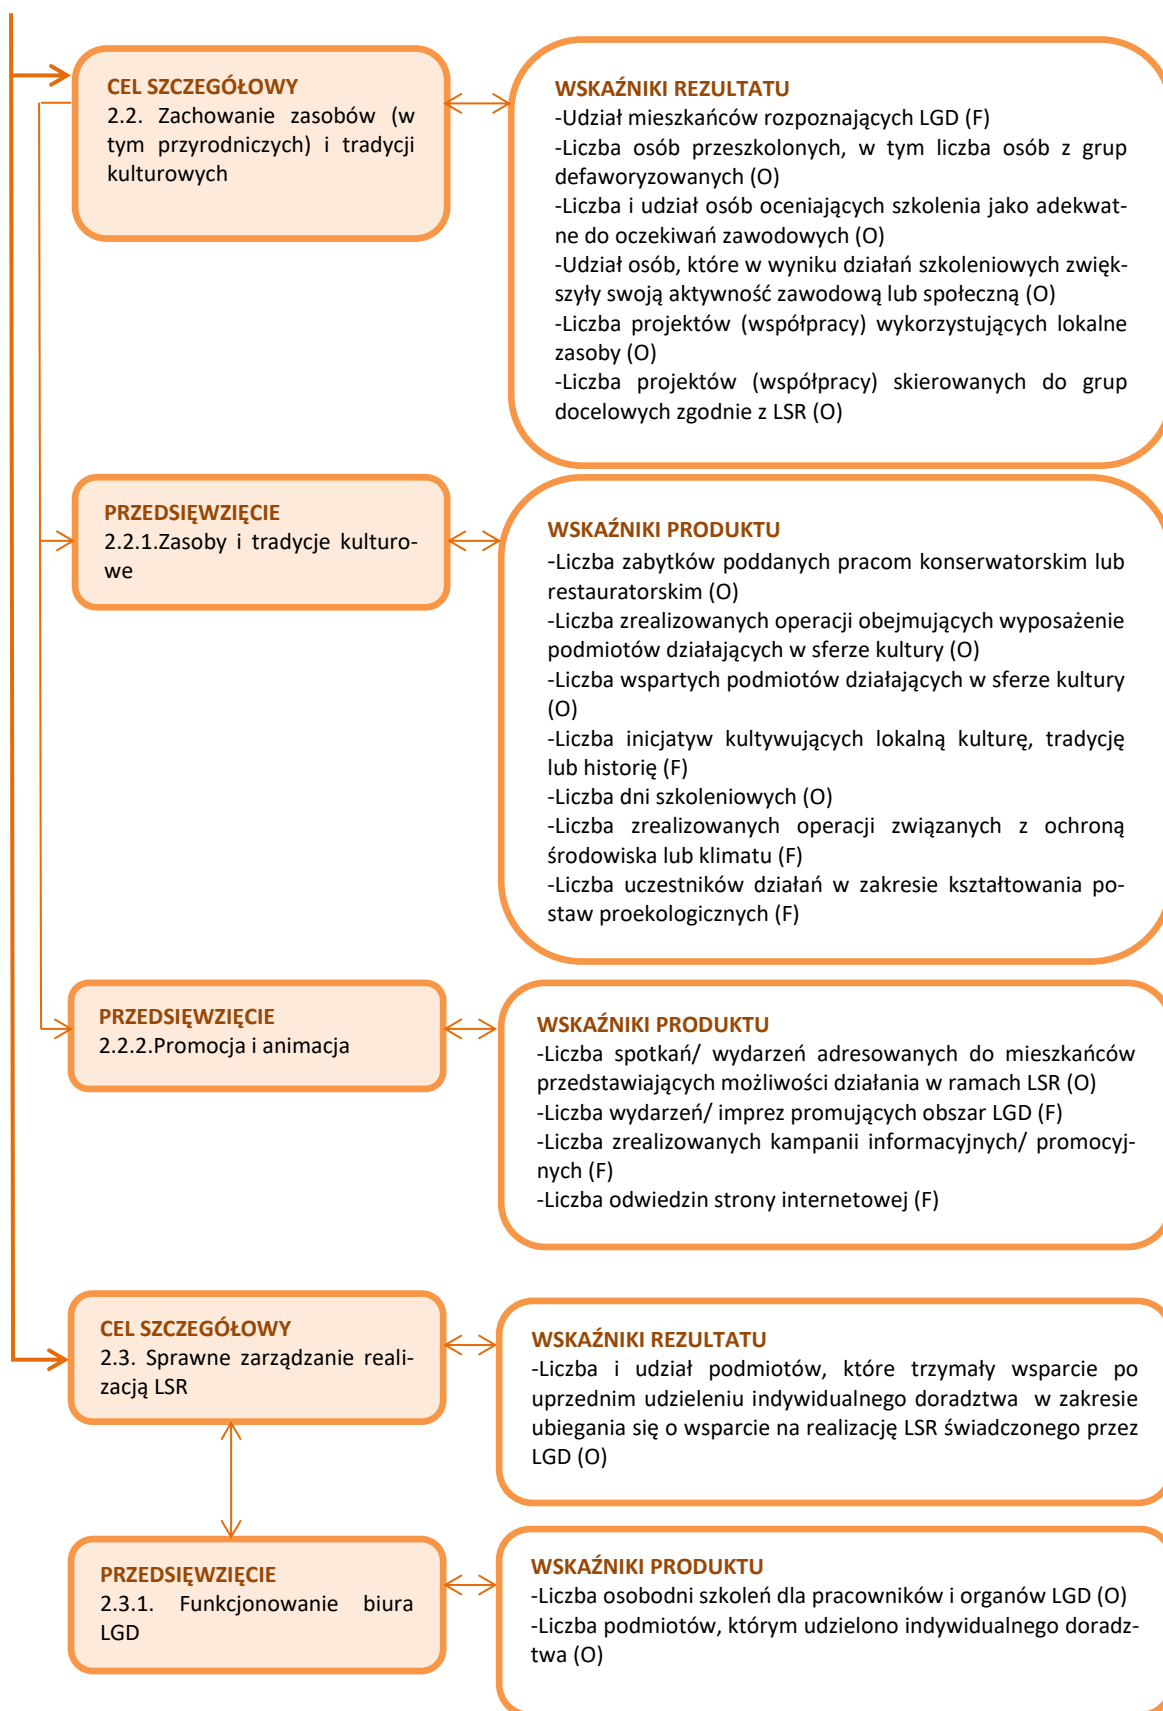 CEL SZCZEGÓŁOWY
2.2. Zachowanie zasobów (w
tym przyrodniczych) i tradycji
kulturowych
WSKAŹNIKI REZULTATU
-Udział mieszkańców rozpoznających LGD (F)
-Liczba osób przeszkolonych, w tym liczba osób z grup
defaworyzowanych (O)
-Liczba i udział osób oceniających szkolenia jako adekwat-
ne do oczekiwań zawodowych (O)
-Udział osób, które w wyniku działań szkoleniowych zwięk-
szyły swoją aktywność zawodową lub społeczną (O)
-Liczba projektów (współpracy) wykorzystujących lokalne
zasoby (O)
-Liczba projektów (współpracy) skierowanych do grup
docelowych zgodnie z LSR (O)
PRZEDSIĘWZIĘCIE
2.2.1.Zasoby i tradycje kulturo-
we
WSKAŹNIKI PRODUKTU
-Liczba zabytków poddanych pracom konserwatorskim lub
restauratorskim (O)
-Liczba zrealizowanych operacji obejmujących wyposażenie
podmiotów działających w sferze kultury (O)
-Liczba wspartych podmiotów działających w sferze kultury
(O)
-Liczba inicjatyw kultywujących lokalną kulturę, tradycję
lub historię (F)
-Liczba dni szkoleniowych (O)
-Liczba zrealizowanych operacji związanych z ochroną
środowiska lub klimatu (F)
-Liczba uczestników działań w zakresie kształtowania po-
staw proekologicznych (F)
PRZEDSIĘWZIĘCIE
2.2.2.Promocja i animacja
WSKAŹNIKI PRODUKTU
-Liczba spotkań/ wydarzeń adresowanych do mieszkańców
przedstawiających możliwości działania w ramach LSR (O)
-Liczba wydarzeń/ imprez promujących obszar LGD (F)
-Liczba zrealizowanych kampanii informacyjnych/ promocyj-
nych (F)
-Liczba odwiedzin strony internetowej (F)
CEL SZCZEGÓŁOWY
2.3. Sprawne zarządzanie reali-
zacją LSR
WSKAŹNIKI REZULTATU
-Liczba i udział podmiotów, które trzymały wsparcie po
uprzednim udzieleniu indywidualnego doradztwa w zakresie
ubiegania się o wsparcie na realizację LSR świadczonego przez
LGD (O)
PRZEDSIĘWZIĘCIE
2.3.1. Funkcjonowanie biura
LGD
WSKAŹNIKI PRODUKTU
-Liczba osobodni szkoleń dla pracowników i organów LGD (O)
-Liczba podmiotów, którym udzielono indywidualnego doradz-
twa (O)